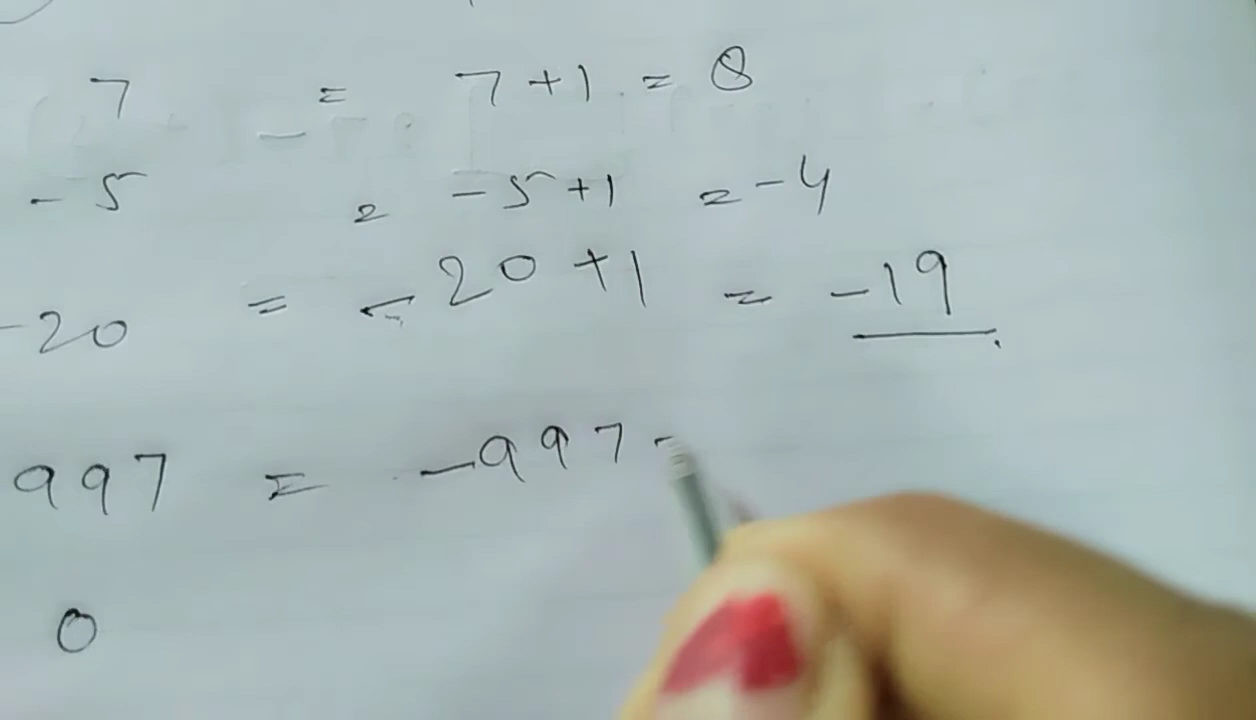 7 = 7 + 1 = 8
- 5 = - 5 + 1 = - 4
- 20 = - 20 + 1 = - 19
997 = - 997
0